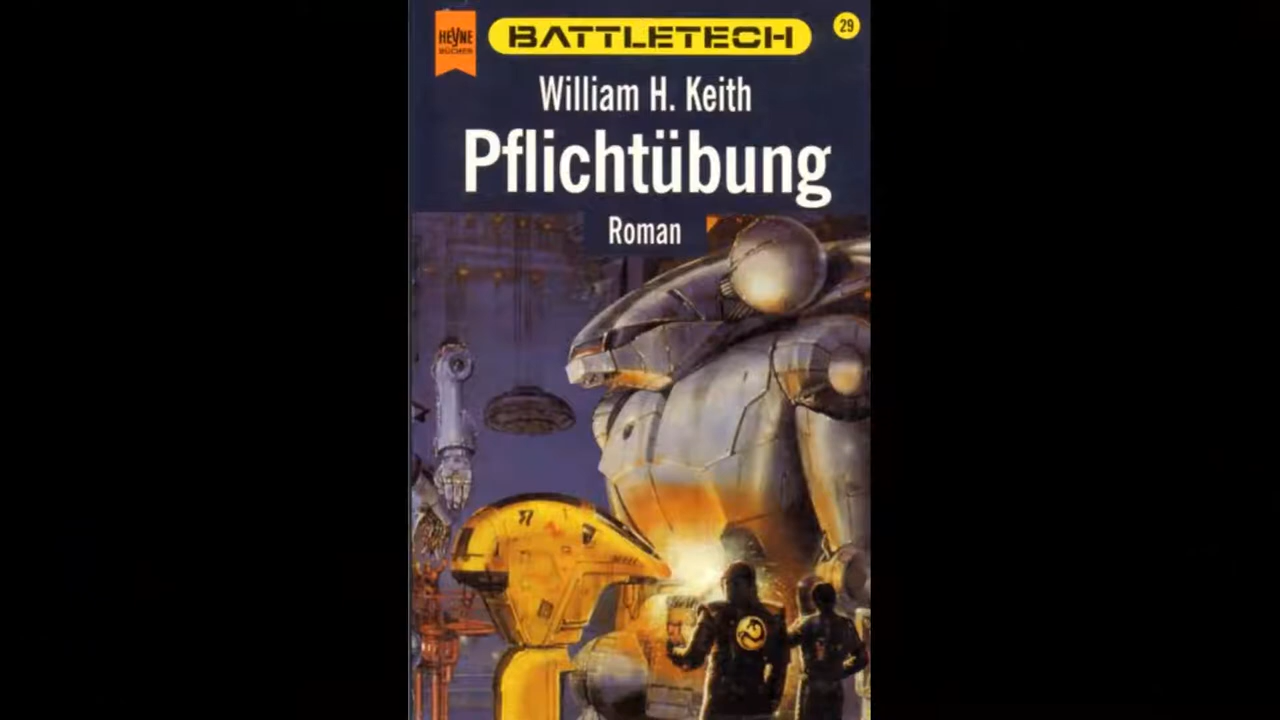 HEYNE
BÜCHER
BATTLETECH
29
William H. Keith
Pflichtübung
Roman